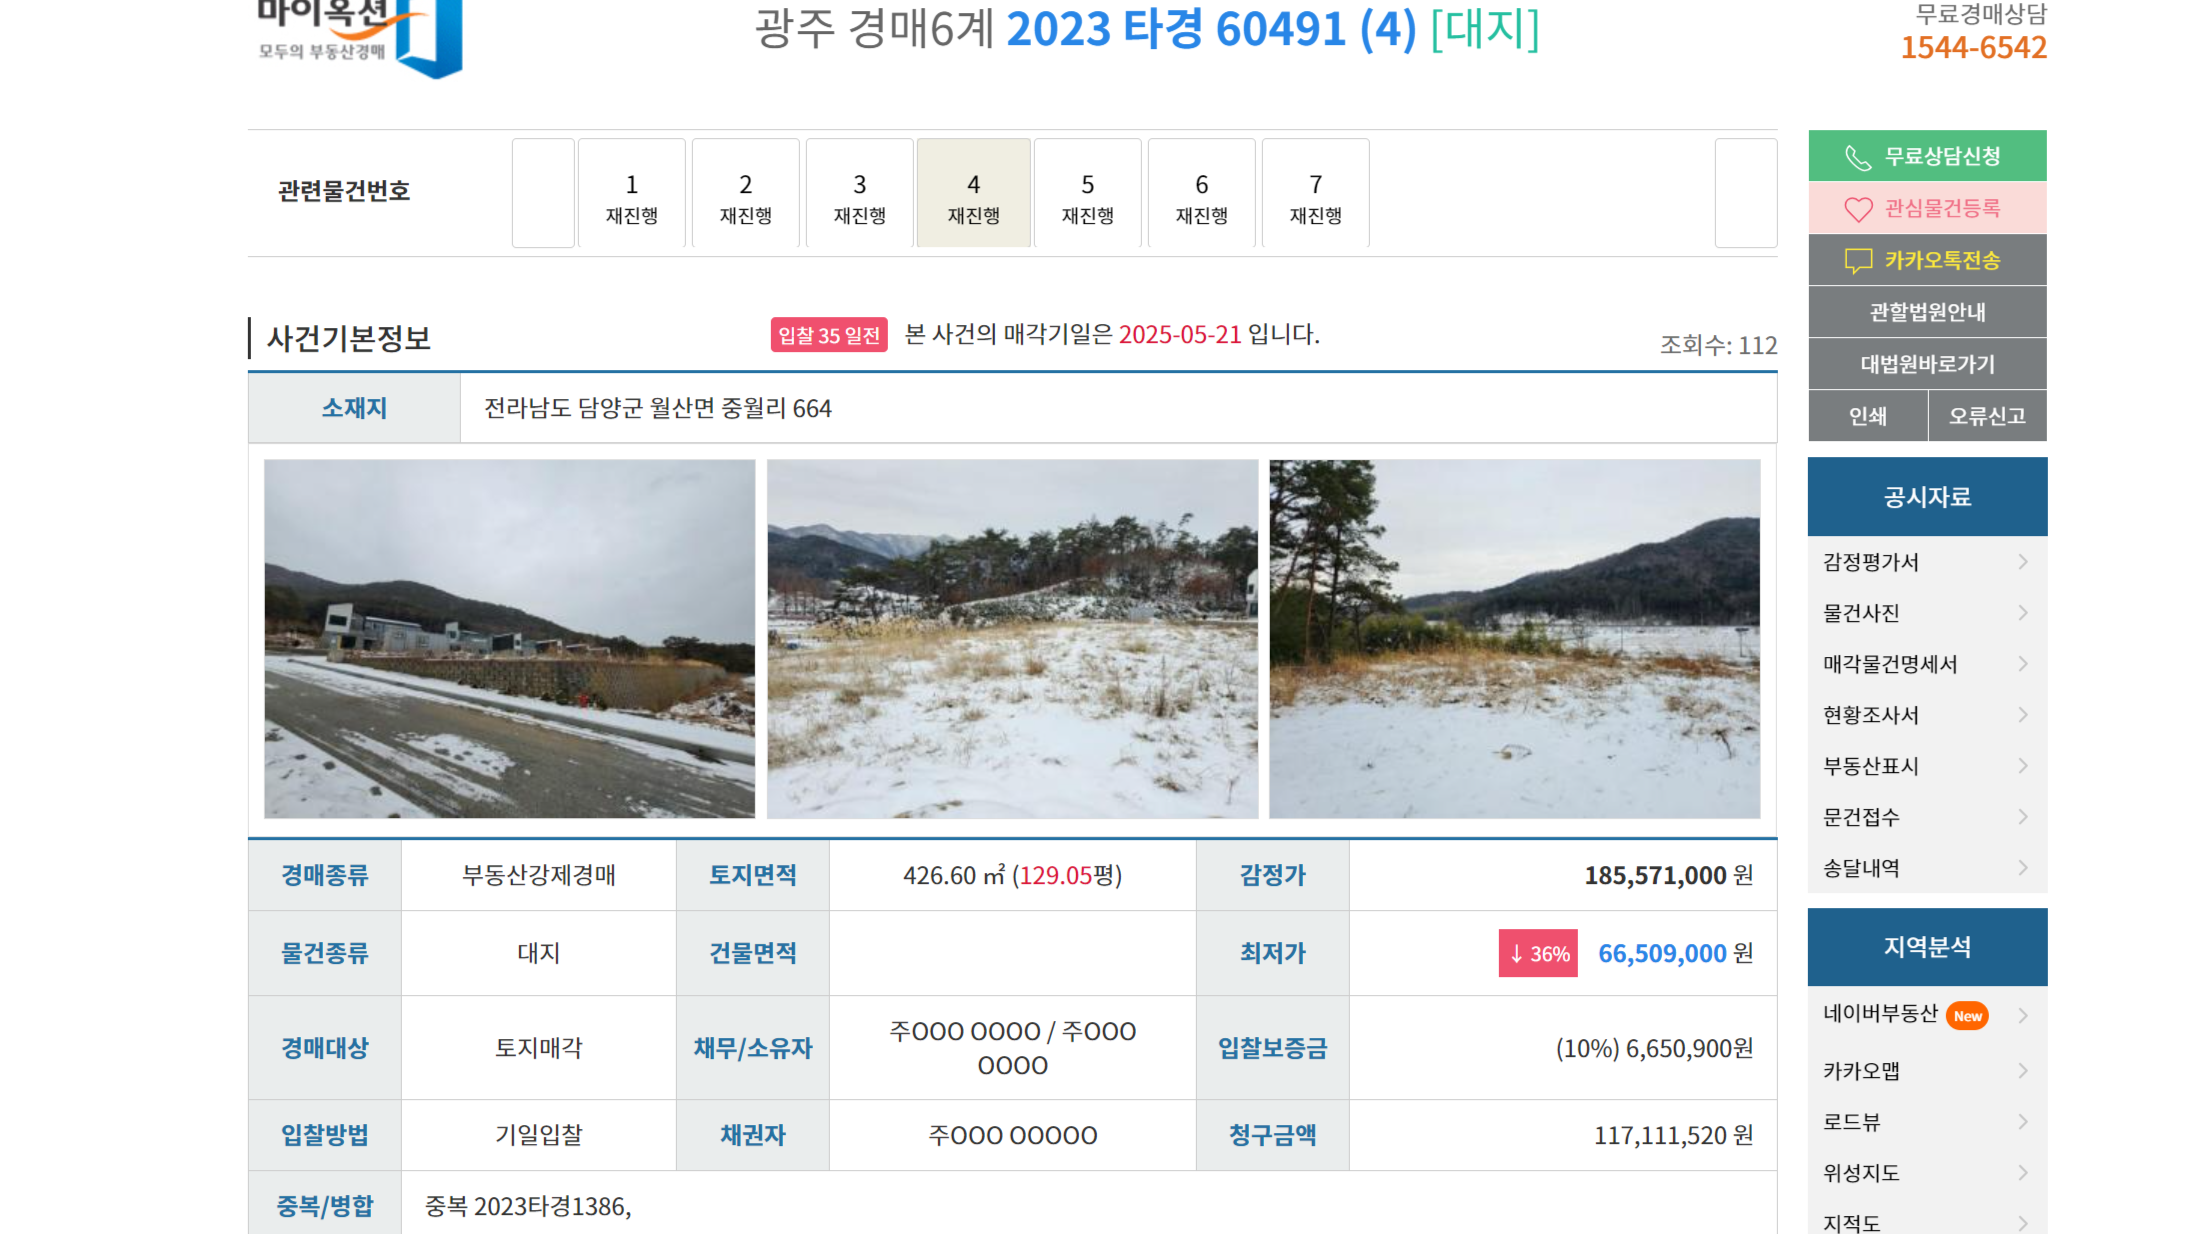 마이옥션
모두의 부동산경매
광주 경매6계 2023 타경 60491 (4) [대지]
무료경매상담
1544-6542
관련물건번호
1
재진행
2
재진행
3
재진행
4
재진행
5
재진행
6
재진행
7
재진행
무료상담신청
관심물건등록
카카오톡전송
관할법원안내
대법원바로가기
인쇄 오류신고
사건기본정보
입찰 35 일전 본 사건의 매각기일은 2025-05-21 입니다.
조회수: 112
소재지 전라남도 담양군 월산면 중월리 664
경매종류 부동산강제경매 토지면적 426.60 ㎡ (129.05평) 감정가 185,571,000 원
물건종류 대지 건물면적 최저가 ↓ 36% 66,509,000 원
경매대상 토지매각 채무/소유자 주OOO OOOO / 주OOO
OOOO
입찰보증금 (10%) 6,650,900원
입찰방법 기일입찰 채권자 주OOO OOOOO 청구금액 117,111,520 원
중복/병합 중복 2023타경1386,
공시자료
감정평가서
물건사진
매각물건명세서
현황조사서
부동산표시
문건접수
송달내역
지역분석
네이버부동산 New
카카오맵
로드뷰
위성지도
지적도